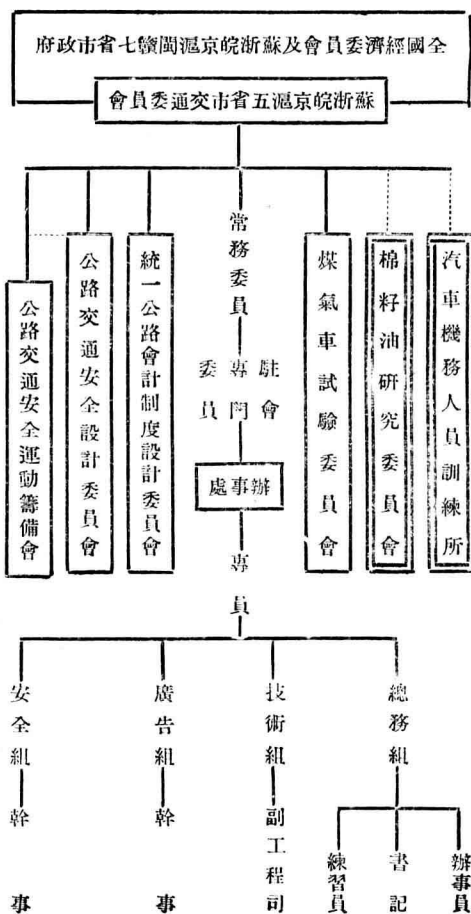 全國經濟委員會及蘇浙皖京滬閩贛七省市政府
蘇浙皖京滬五省市交通委員會
汽車機務人員訓練所
棉籽油研究委員會
煤氣車試驗委員會
常務委員
駐會
專門
委員
辦事處
專員
統一公路會計制度設計委員會
公路交通安全設計委員會
公路交通安全運動籌備會
總務組
辦事員
書記
練習員
技術組
副工程司
廣告組
幹事
安全組
幹事